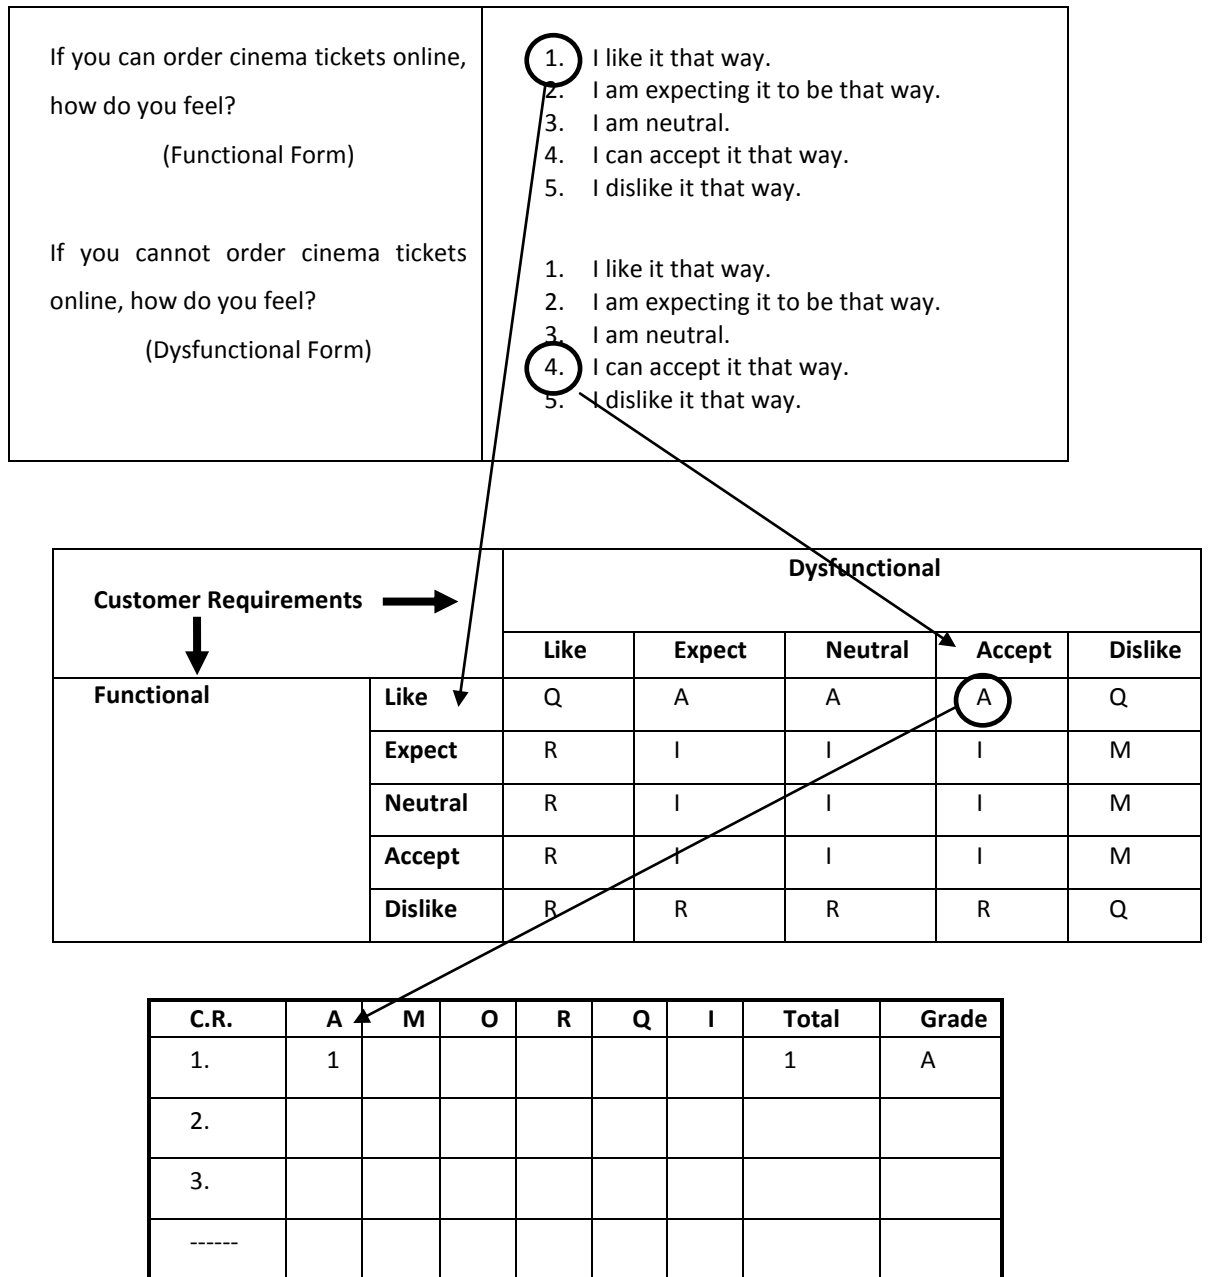 If you can order cinema tickets online,
how do you feel?
(Functional Form)
If you cannot order cinema tickets
online, how do you feel?
(Dysfunctional Form)
1. I like it that way.
2. I am expecting it to be that way.
3. I am neutral.
4. I can accept it that way.
5. I dislike it that way.
1. I like it that way.
2. I am expecting it to be that way.
3. I am neutral.
4. I can accept it that way.
5. I dislike it that way.
Customer Requirements
Dysfunctional
Like Expect Neutral Accept Dislike
Functional Like Q A A A Q
Expect R I I I M
Neutral R I I I M
Accept R I I I M
Dislike R R R R Q
C.R. A M O R Q I Total Grade
1. 1 1 A
2.
3.
------